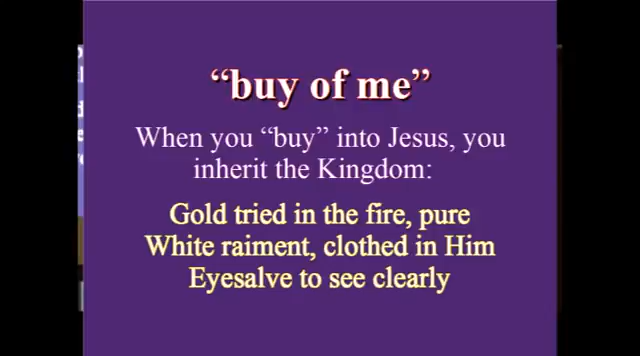 “buy of me”
When you “buy” into Jesus, you
inherit the Kingdom:
Gold tried in the fire, pure
White raiment, clothed in Him
Eyesalve to see clearly